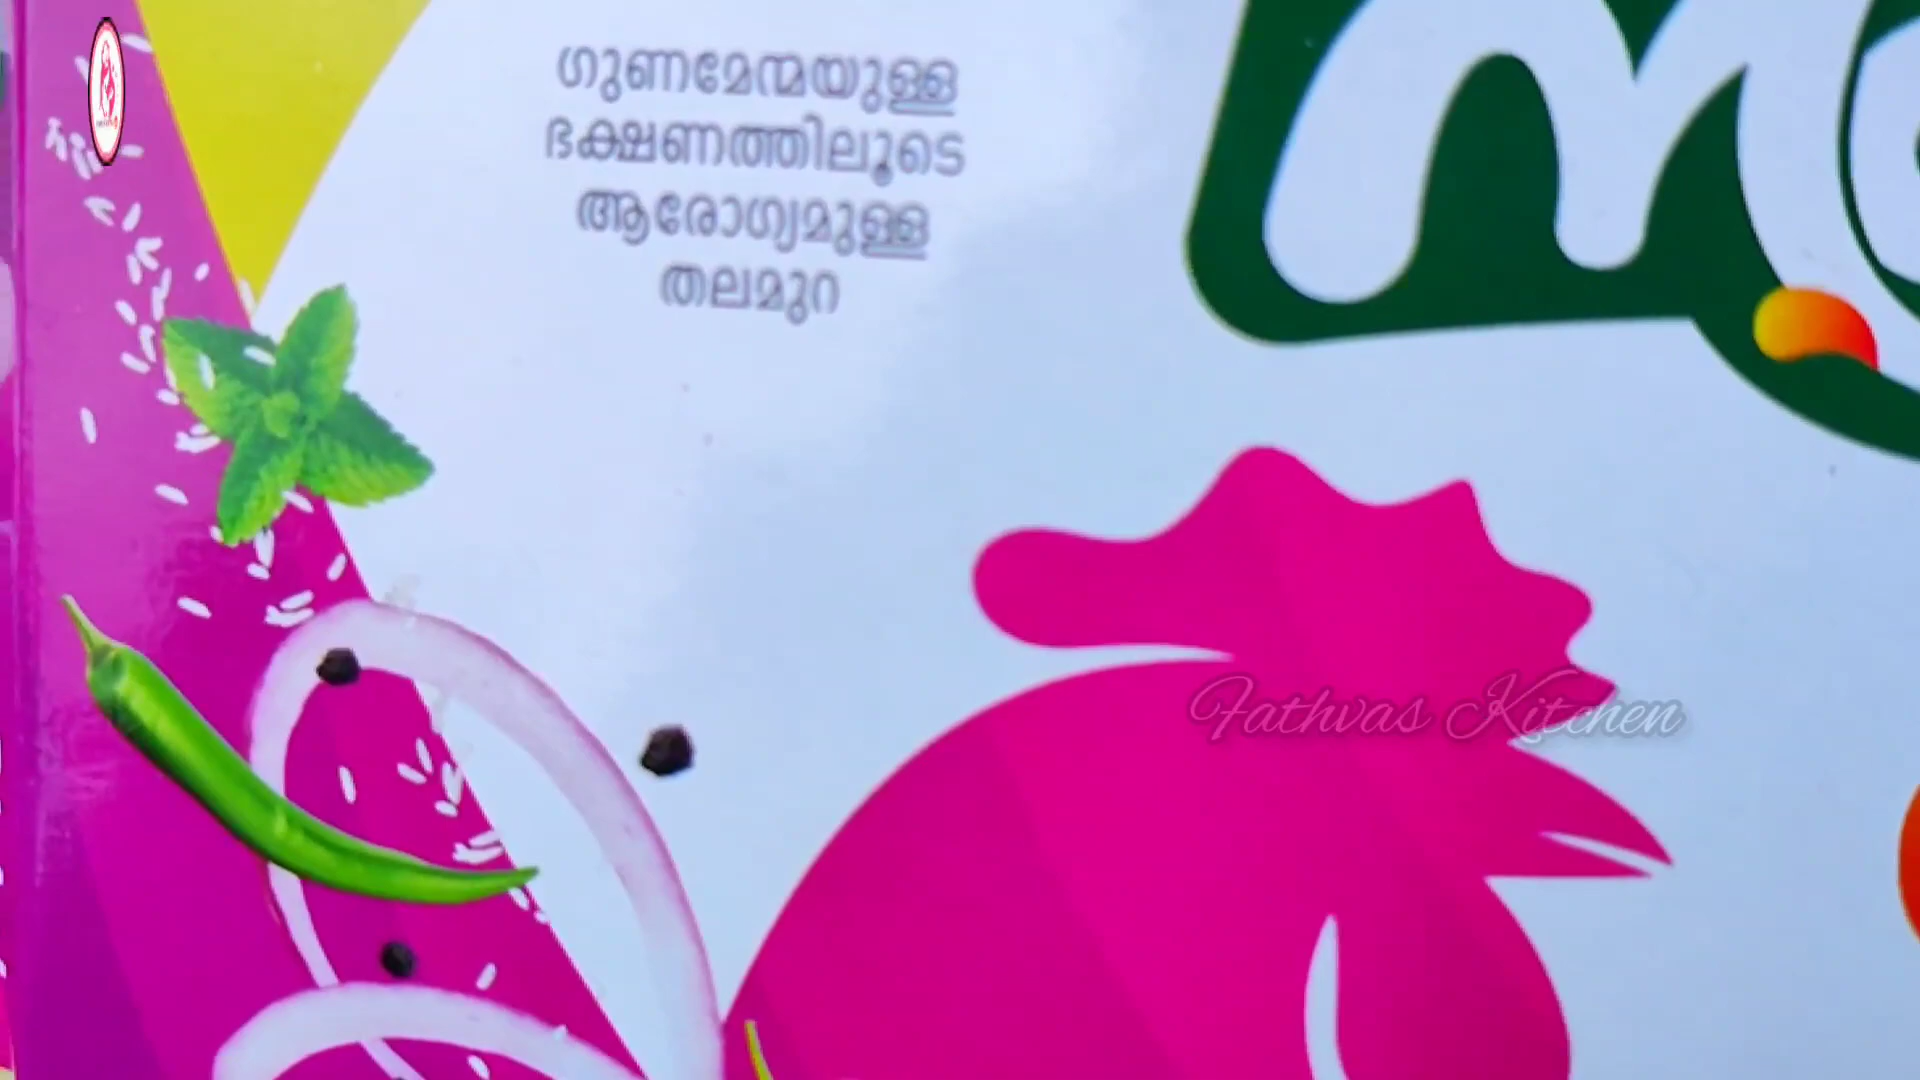 ഗുണമേന്മയുള്ള
ഭക്ഷണത്തിലൂടെ
ആരോഗ്യമുള്ള
തലമുറ
Fathvas Kitchen